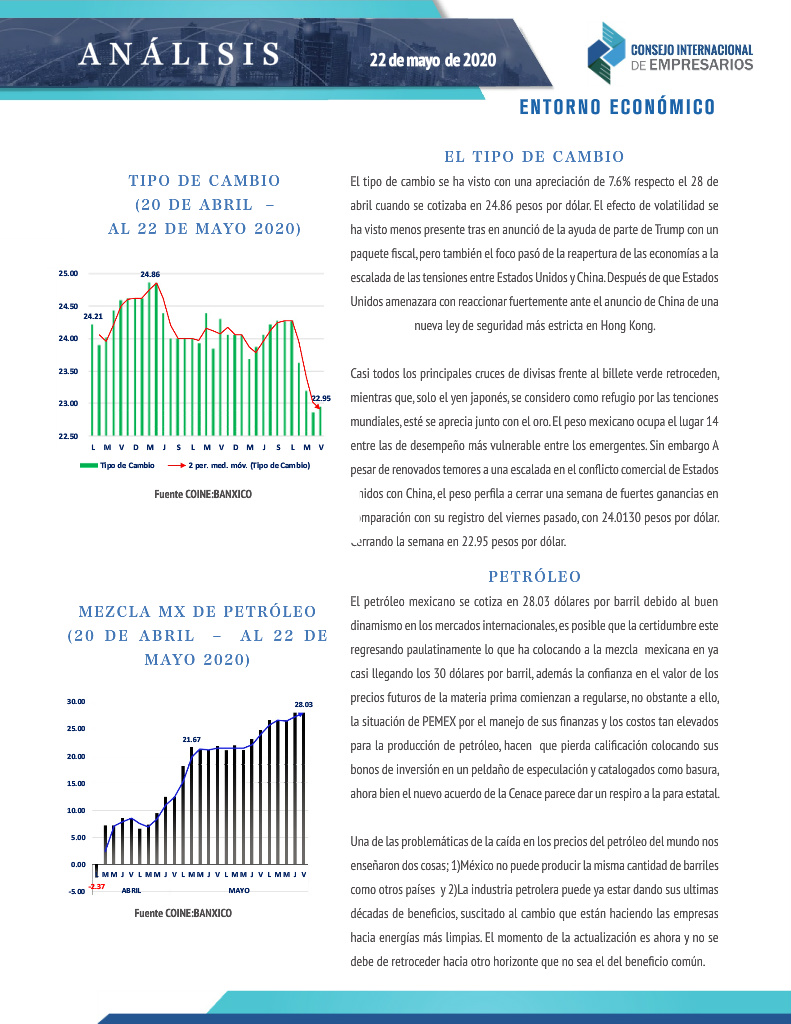 ANÁLISIS
22 de mayo de 2020
CONSEJO INTERNACIONAL
DE EMPRESARIOS
ENTORNO ECONÓMICO
TIPO DE CAMBIO
(20 DE ABRIL –
AL 22 DE MAYO 2020)
25.00
24.50
24.00
23.50
23.00
22.50
24.21
24.86
22.95
L M V D M J S L M V M J L M V
Tipo de Cambio
2 per. med. móv. (Tipo de Cambio)
Fuente COINE:BANXICO
MEZCLA MX DE PETRÓLEO
(20 DE ABRIL – AL 22 DE
MAYO 2020)
30.00
25.00
20.00
15.00
10.00
5.00
0.00
-5.00
28.03
21.67
-2.37
L M M J V L M M J V L M M J V L M M J V L M M J V
ABRIL MAYO
Fuente COINE:BANXICO
EL TIPO DE CAMBIO
El tipo de cambio se ha visto con una apreciación de 7.6% respecto el 28 de
abril cuando se cotizaba en 24.86 pesos por dólar. El efecto de volatilidad se
ha visto menos presente tras en anunció de la ayuda de parte de Trump con un
paquete fiscal, pero también el foco pasó de la reapertura de las economías a la
escalada de las tensiones entre Estados Unidos y China. Después de que Estados
Unidos amenazara con reaccionar fuertemente ante el anuncio de China de una
nueva ley de seguridad más estricta en Hong Kong.
Casi todos los principales cruces de divisas frente al billete verde retroceden,
mientras que, solo el yen japonés, se considero como refugio por las tenciones
mundiales, esté se aprecia junto con el oro. El peso mexicano ocupa el lugar 14
entre las de desempeño más vulnerable entre los emergentes. Sin embargo A
pesar de renovados temores a una escalada en el conflicto comercial de Estados
nidos con China, el peso perfila a cerrar una semana de fuertes ganancias en
omparación con su registro del viernes pasado, con 24.0130 pesos por dólar.
Cerrando la semana en 22.95 pesos por dólar.
PETRÓLEO
El petróleo mexicano se cotiza en 28.03 dólares por barril debido al buen
dinamismo en los mercados internacionales, es posible que la certidumbre este
regresando paulatinamente lo que ha colocando a la mezcla mexicana en ya
casi llegando los 30 dólares por barril, además la confianza en el valor de los
precios futuros de la materia prima comienzan a regularse, no obstante a ello,
la situación de PEMEX por el manejo de sus finanzas y los costos tan elevados
para la producción de petróleo, hacen que pierda calificación colocando sus
bonos de inversión en un peldaño de especulación y catalogados como basura,
ahora bien el nuevo acuerdo de la Cenace parece dar un respiro a la para estatal.
Una de las problemáticas de la caída en los precios del petróleo del mundo nos
enseñaron dos cosas; 1)México no puede producir la misma cantidad de barriles
como otros países y 2)La industria petrolera puede ya estar dando sus ultimas
décadas de beneficios, suscitado al cambio que están haciendo las empresas
hacia energías más limpias. El momento de la actualización es ahora y no se
debe de retroceder hacia otro horizonte que no sea el del beneficio común.